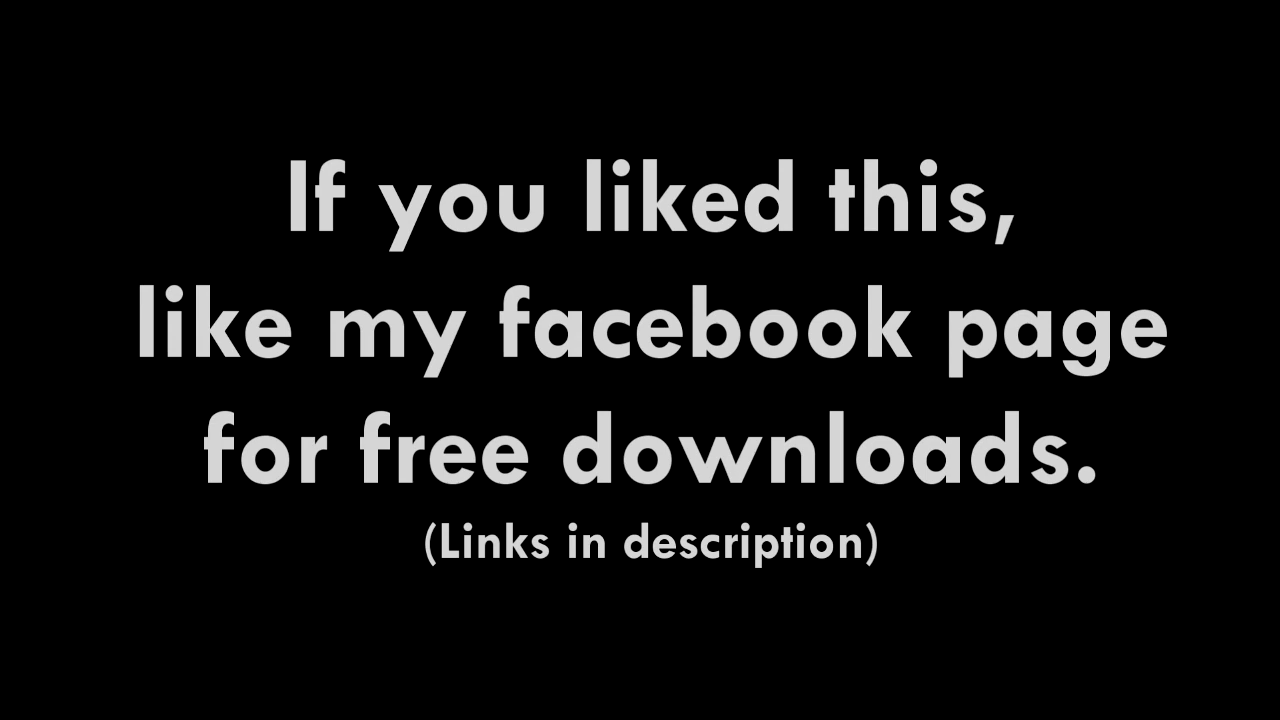 If you liked this,
like my facebook page
for free downloads.
(Links in description)